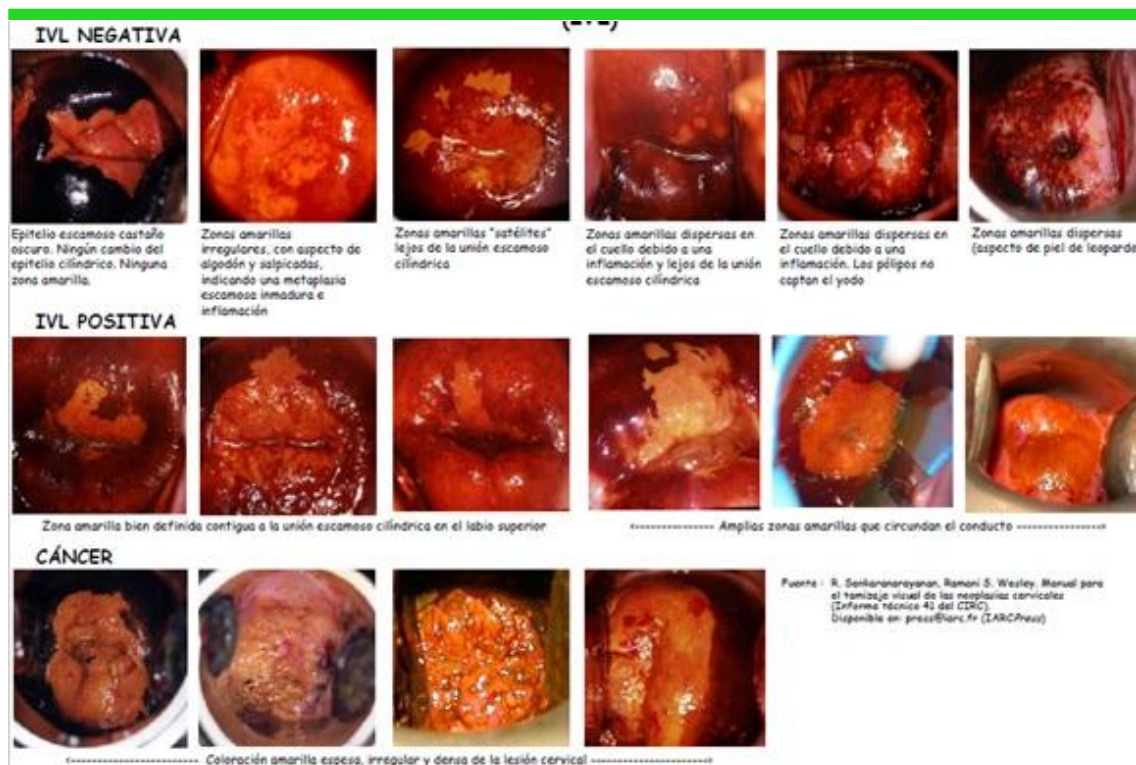 IVL NEGATIVA
Epitelio escamoso castaño
oscuro. Ningún cambio del
epitelio cilíndrico. Ninguna
zona amarilla.
Zonas amarillas
irregulares, con aspecto de
algodón y salpicadas,
indicando una metaplasia
escamosa inmadura e
inflamación
Zonas amarillas "satélites"
lejos de la unión escamoso
cilíndrica
Zonas amarillas dispersas en
el cuello debido a una
inflamación y lejos de la unión
escamoso cilíndrica
Zonas amarillas dispersas en
el cuello debido a una
inflamación. Los pólipos no
captan el yodo
Zonas amarillas dispersas
(aspecto de piel de leopardo
IVL POSITIVA
Zona amarilla bien definida contigua a la unión escamoso cilíndrica en el labio superior
Amplias zonas amarillas que circundan el conducto
CÁNCER
Fuente : R. Sankaranarayanan, Ramani S. Wesley. Manual para
el tamizaje visual de las neoplasias cervicales
(Informe técnico 41 del CIRC).
Disponible en: press@iarc.fr (IARCPress)
Coloración amarilla espesa, irregular y densa de la lesión cervical